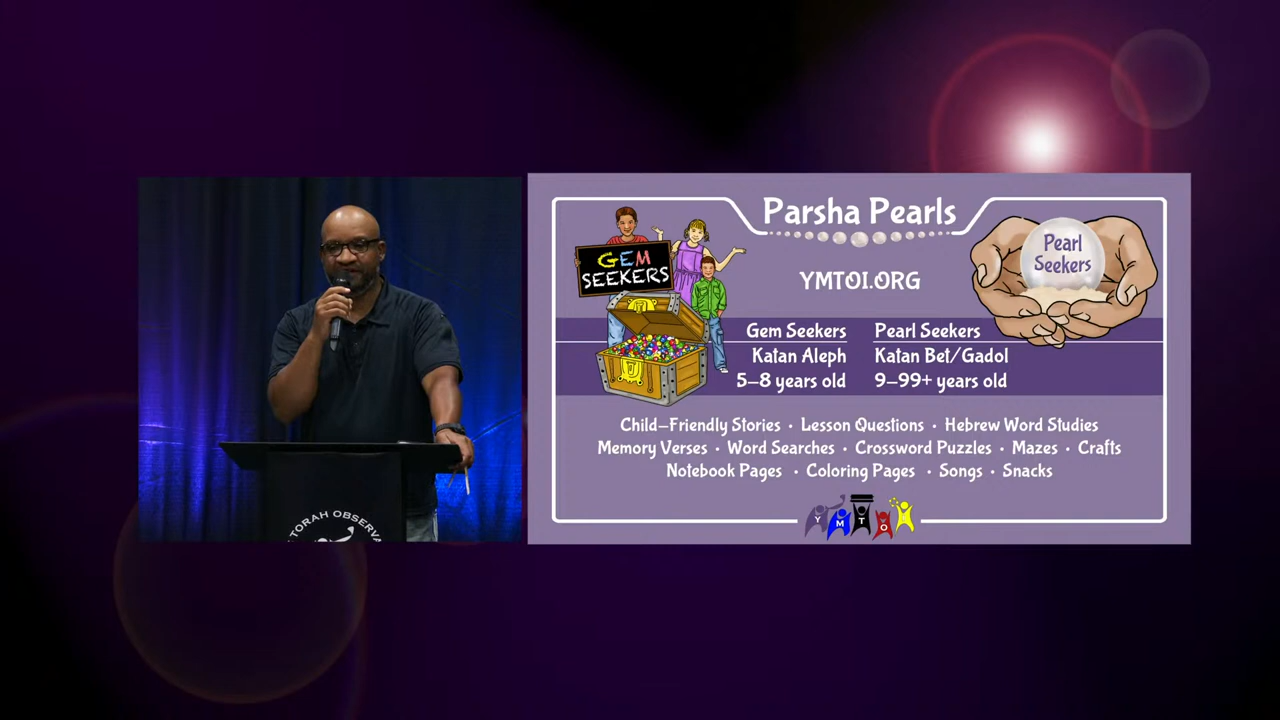 Parsha Pearls
GEM
SEEKERS
Pearl
Seekers
YMTOI.ORG
Gem Seekers
Katan Aleph
5–8 years old
Pearl Seekers
Katan Bet/Gadol
9–99+ years old
Child–Friendly Stories • Lesson Questions • Hebrew Word Studies
Memory Verses • Word Searches • Crossword Puzzles • Mazes • Crafts
Notebook Pages • Coloring Pages • Songs • Snacks
Y M T O I
TORAH